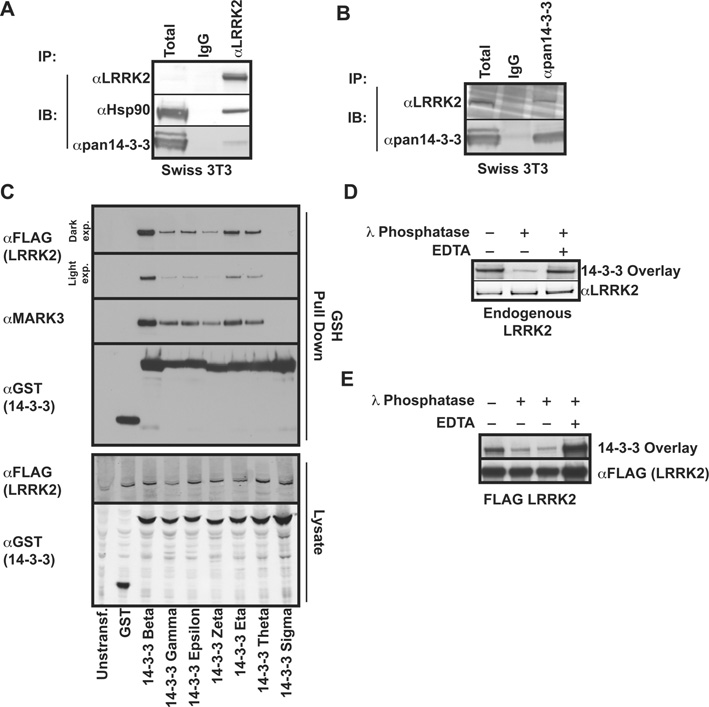 A
IP:
Total
IgG
αLRRK2
IB:
αLRRK2
αHsp90
αpan14-3-3
Swiss 3T3
B
IP:
Total
IgG
αpan14-3-3
IB:
αLRRK2
αpan14-3-3
Swiss 3T3
C
αFLAG
(LRRK2)
Dark
exp.
Light
exp.
αMARK3
αGST
(14-3-3)
GSH
Pull Down
αFLAG
(LRRK2)
αGST
(14-3-3)
Lysate
Unstransf.
GST
14-3-3 Beta
14-3-3 Gamma
14-3-3 Epsilon
14-3-3 Zeta
14-3-3 Eta
14-3-3 Theta
14-3-3 Sigma
D
λ Phosphatase – + +
EDTA – – +
14-3-3 Overlay
αLRRK2
Endogenous
LRRK2
E
λ Phosphatase – + + +
EDTA – – – +
14-3-3 Overlay
αFLAG (LRRK2)
FLAG LRRK2